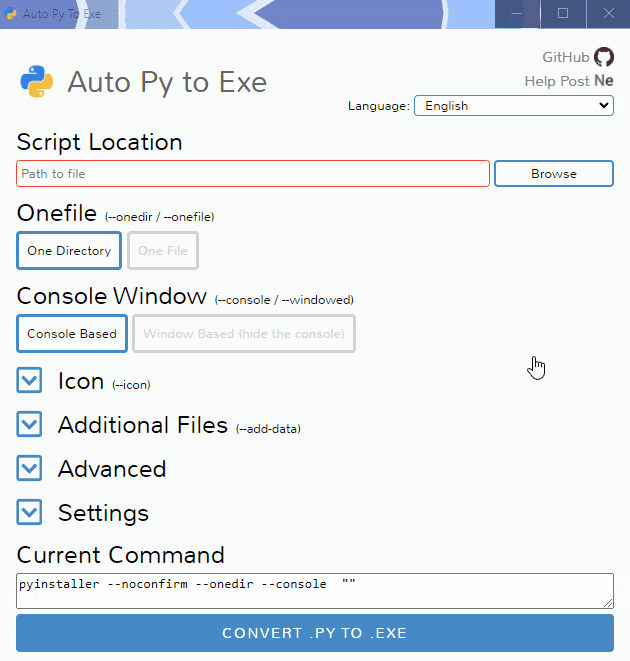 Auto Py To Exe
GitHub
Auto Py to Exe
Help Post Ne
Language: English
Script Location
Path to file
Browse
Onefile (--onedir / --onefile)
One Directory
One File
Console Window (--console / --windowed)
Console Based
Window Based (hide the console)
Icon (--icon)
Additional Files (--add-data)
Advanced
Settings
Current Command
pyinstaller --noconfirm --onedir --console  ""
CONVERT .PY TO .EXE